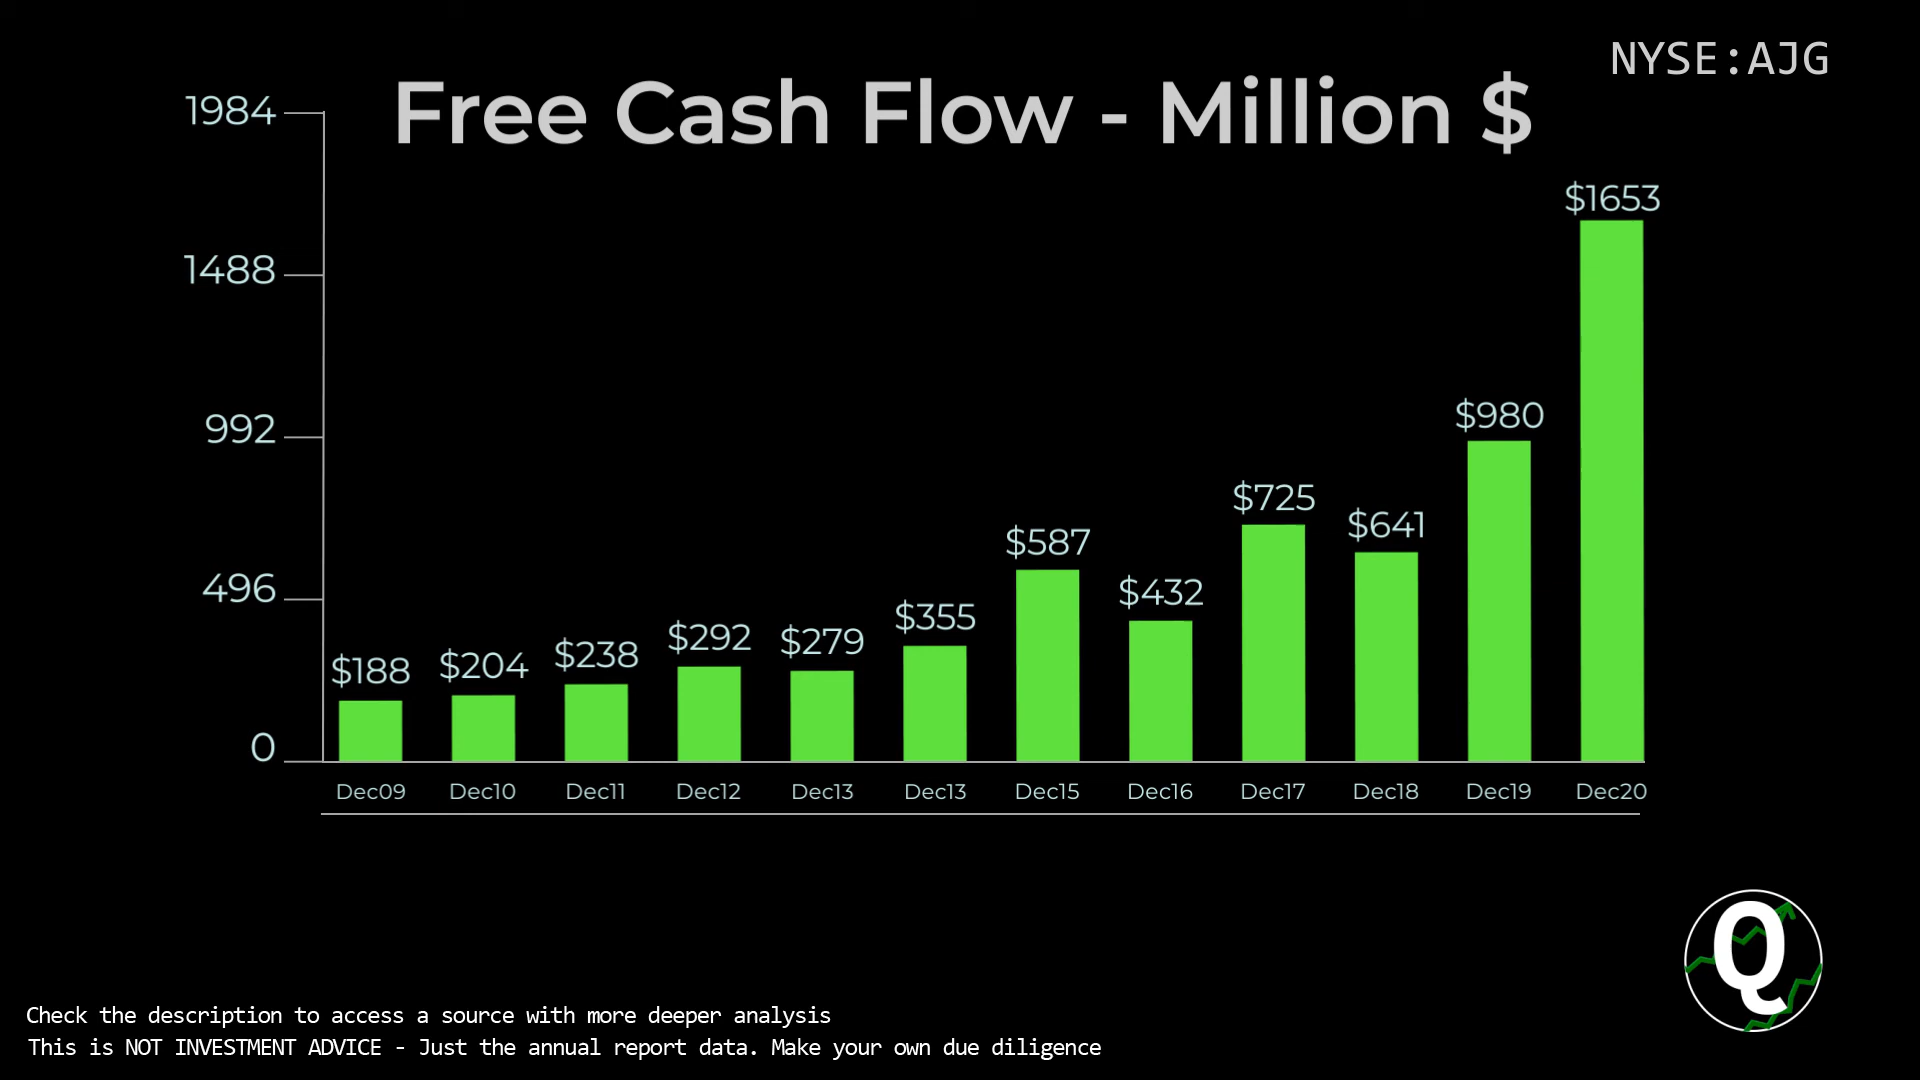 NYSE:AJG
Free Cash Flow - Million $
1984
1488
992
496
0
$188
$204
$238
$292
$279
$355
$587
$432
$725
$641
$980
$1653
Dec09 Dec10 Dec11 Dec12 Dec13 Dec13 Dec15 Dec16 Dec17 Dec18 Dec19 Dec20
Q
Check the description to access a source with more deeper analysis
This is NOT INVESTMENT ADVICE - Just the annual report data. Make your own due diligence